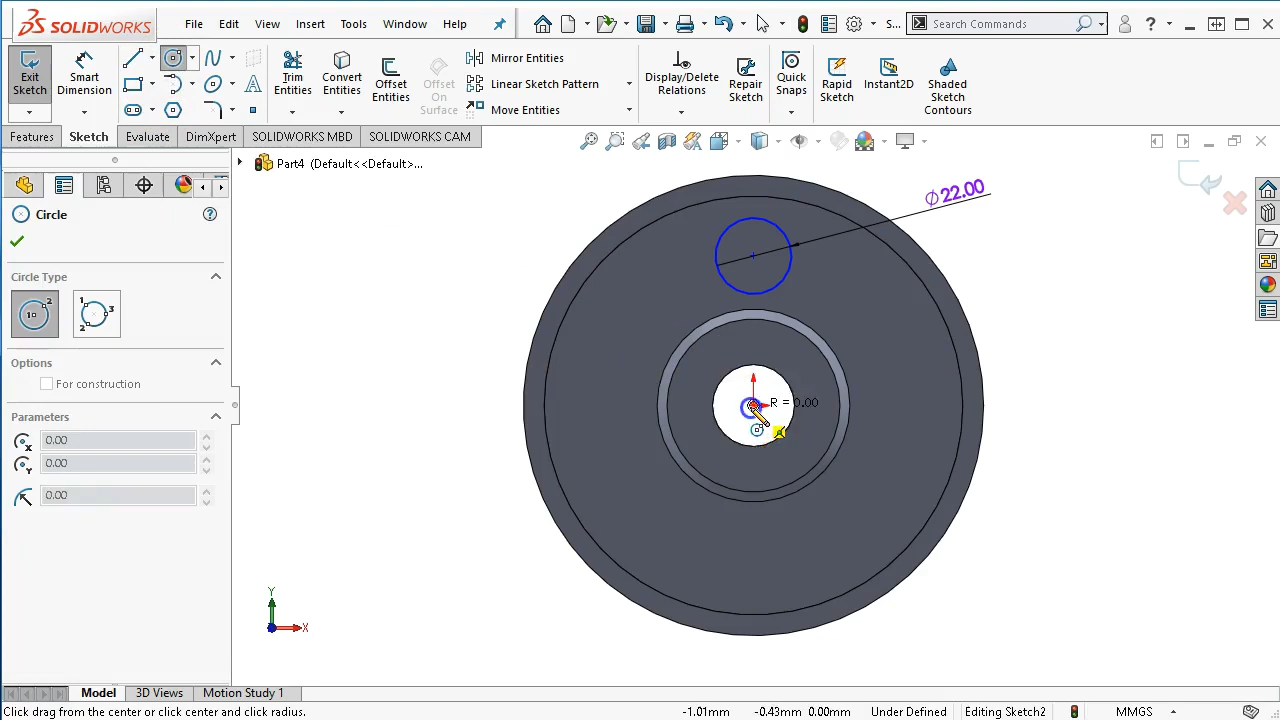 SOLIDWORKS
File Edit View Insert Tools Window Help
S...
Search Commands
Exit Sketch
Smart Dimension
Trim Entities
Convert Entities
Offset Entities
Offset On Surface
Mirror Entities
Linear Sketch Pattern
Move Entities
Display/Delete Relations
Repair Sketch
Quick Snaps
Rapid Sketch
Instant2D
Shaded Sketch Contours
Features Sketch Evaluate DimXpert SOLIDWORKS MBD SOLIDWORKS CAM
Part4 (Default<<Default>...
Circle
Circle Type
Options
For construction
Parameters
0.00
0.00
0.00
∅22.00
R = 0.00
Y
X
Model 3D Views Motion Study 1
Click drag from the center or click center and click radius.
-1.01mm -0.43mm 0.00mm Under Defined Editing Sketch2 MMGS